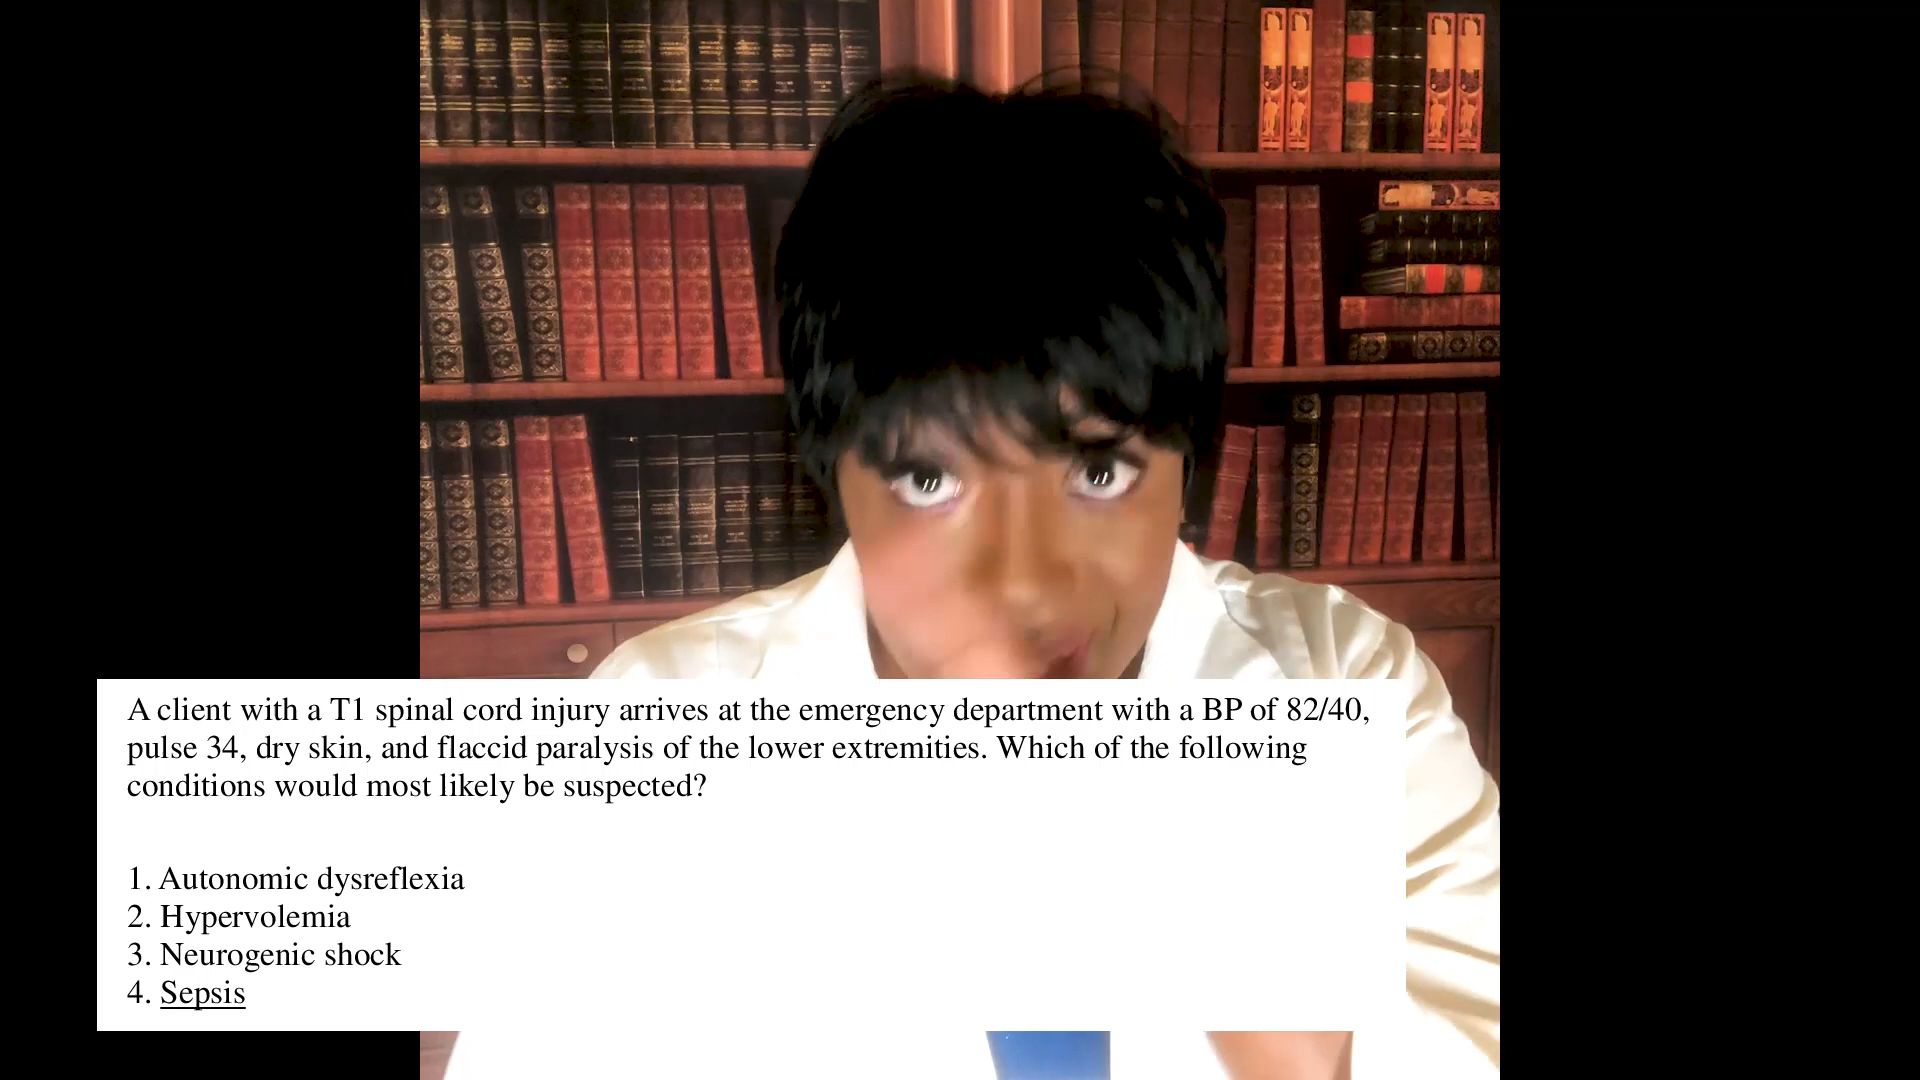 A client with a T1 spinal cord injury arrives at the emergency department with a BP of 82/40,
pulse 34, dry skin, and flaccid paralysis of the lower extremities. Which of the following
conditions would most likely be suspected?
1. Autonomic dysreflexia
2. Hypervolemia
3. Neurogenic shock
4. Sepsis